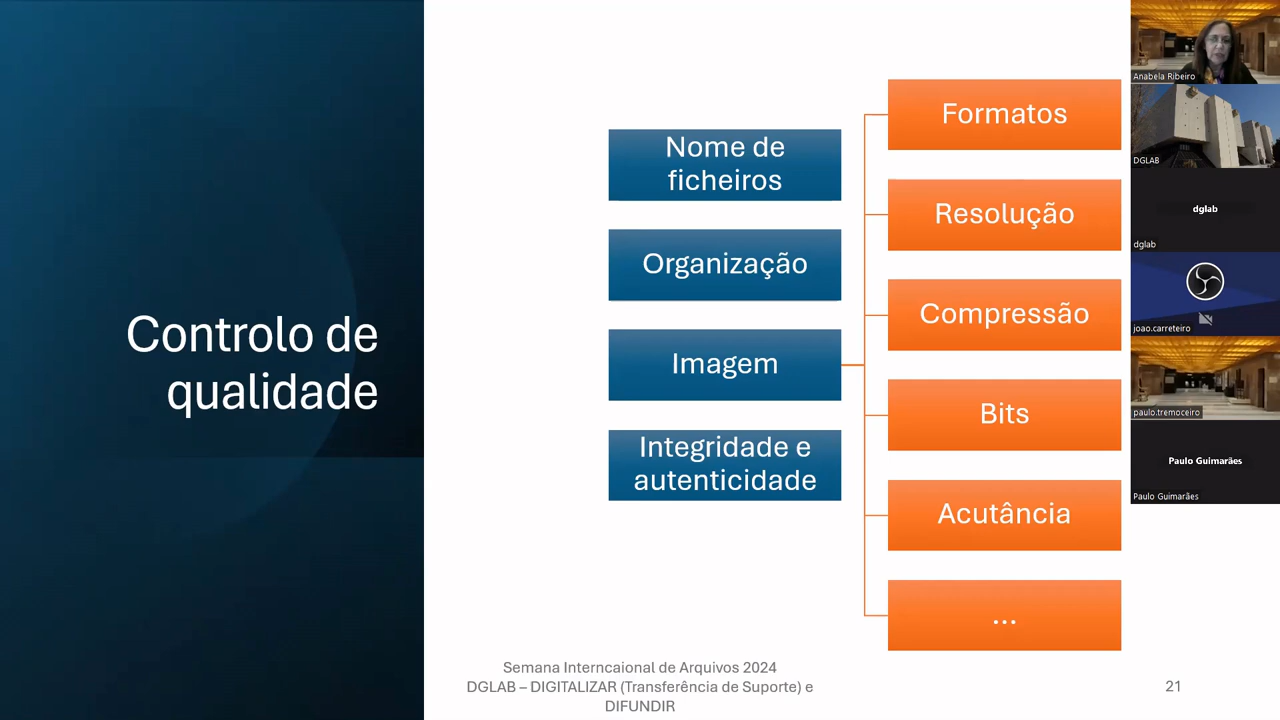 Controlo de
qualidade
Nome de
ficheiros
Organização
Imagem
Integridade e
autenticidade
Formatos
Resolução
Compressão
Bits
Acutância
...
Semana Interncaional de Arquivos 2024
DGLAB – DIGITALIZAR (Transferência de Suporte) e
DIFUNDIR
21
Anabela Ribeiro
DGLAB
dglab
dglab
joao.carreteiro
paulo.tremoceiro
Paulo Guimarães
Paulo Guimarães